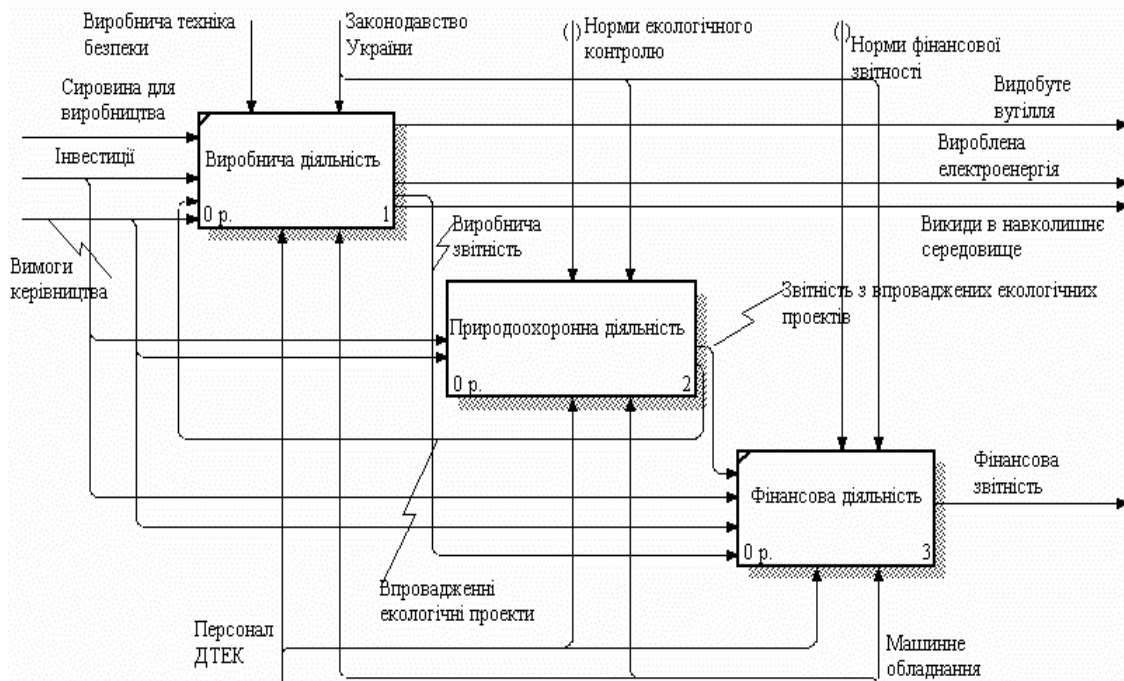 Виробнича техніка
безпеки
Законодавство
України
Норми екологічного
контролю
Норми фінансової
звітності
Сировина для
виробництва
Інвестиції
Вимоги
керівництва
Виробнича діяльність
0 р.
1
Видобуте
вугілля
Вироблена
електроенергія
Викиди в навколишнє
середовище
Виробнича
звітність
Природоохоронна діяльність
0 р.
2
Звітність з впроваджених екологічних
проектів
Фінансова діяльність
0 р.
3
Фінансова
звітність
Впровадженні
екологічні проекти
Персонал
ДТЕК
Машинне
обладнання